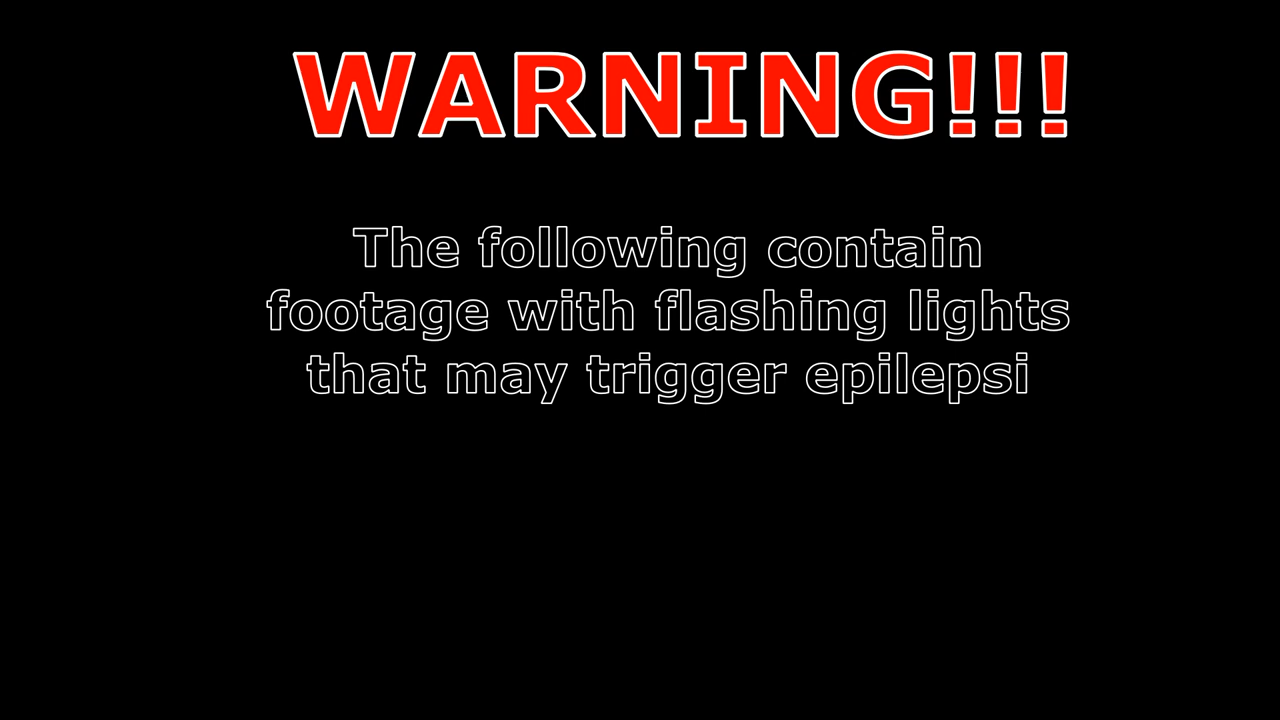 WARNING!!!
The following contain
footage with flashing lights
that may trigger epilepsi